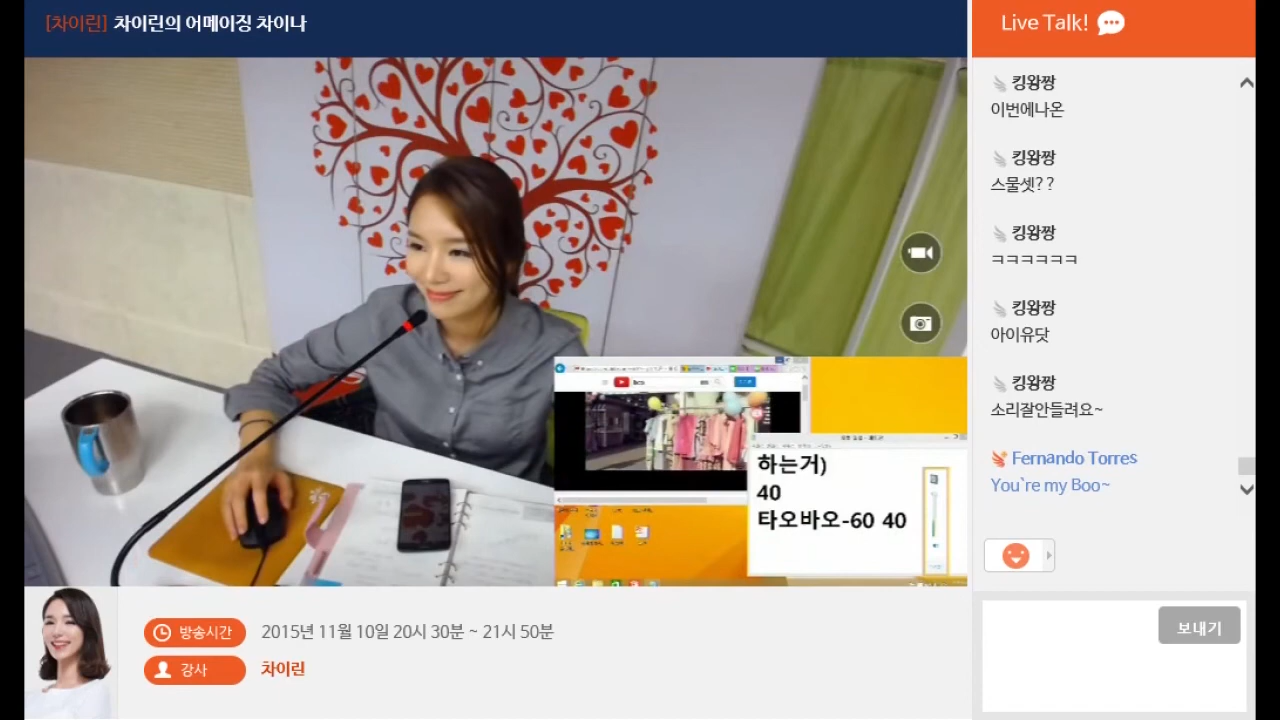 [차이린] 차이린의 어메이징 차이나
Live Talk!
킹왕짱
이번에나온
킹왕짱
스물셋??
킹왕짱
ㅋㅋㅋㅋㅋㅋ
킹왕짱
아이유닷
킹왕짱
소리잘안들려요~
Fernando Torres
You`re my Boo~
하는거)
40
타오바오-60 40
방송시간 2015년 11월 10일 20시 30분 ~ 21시 50분
강사 차이린
보내기